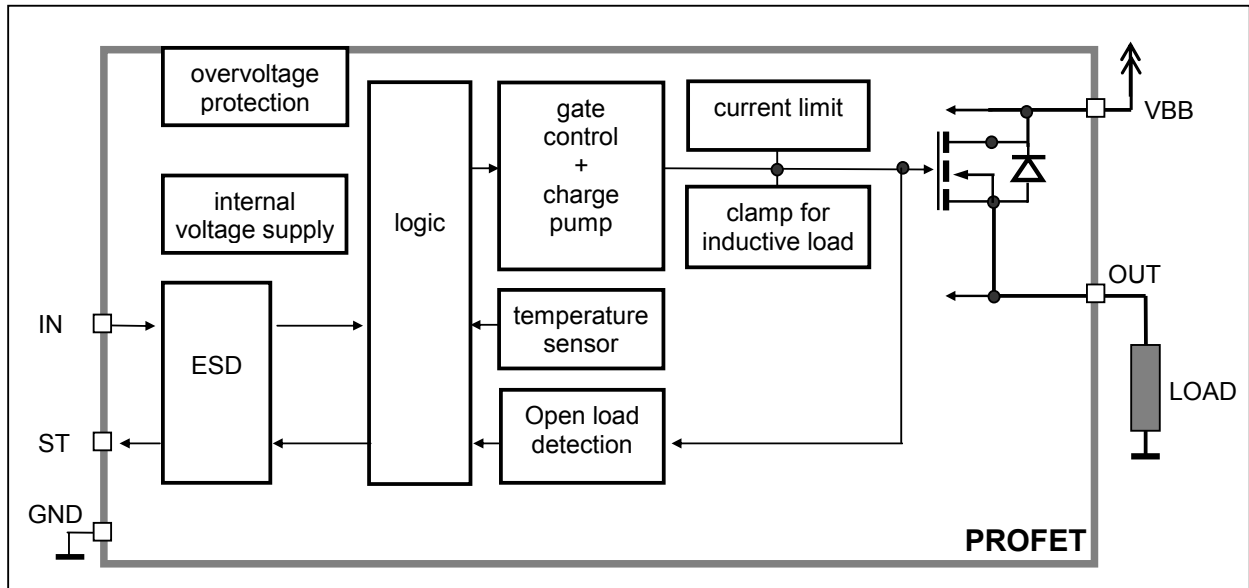 overvoltage
protection
internal
voltage supply
logic
gate
control
+
charge
pump
current limit
clamp for
inductive load
VBB
OUT
LOAD
IN
ESD
temperature
sensor
ST
Open load
detection
GND
PROFET